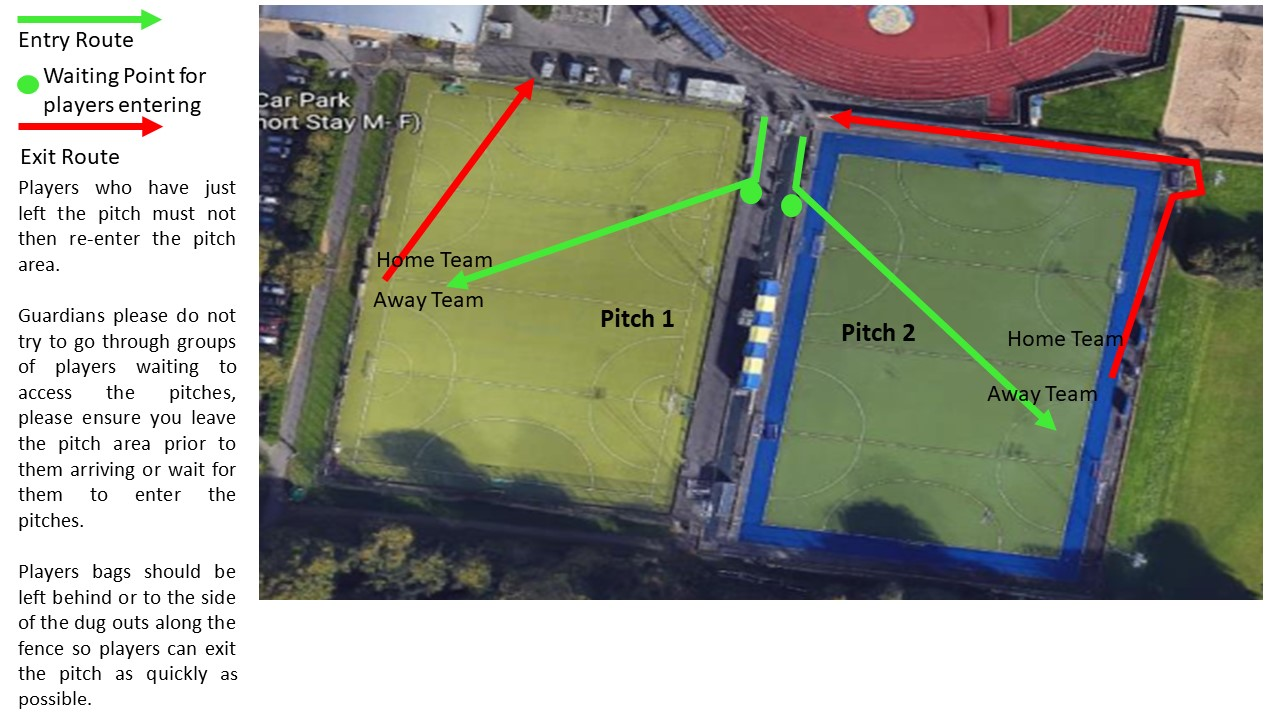 Entry Route
Waiting Point for
players entering
Exit Route
Players who have just
left the pitch must not
then re-enter the pitch
area.
Guardians please do not
try to go through groups
of players waiting to
access the pitches,
please ensure you leave
the pitch area prior to
them arriving or wait for
them to enter the
pitches.
Players bags should be
left behind or to the side
of the dug outs along the
fence so players can exit
the pitch as quickly as
possible.
Car Park
hort Stay M- F)
Home Team
Away Team
Pitch 1
Pitch 2
Home Team
Away Team